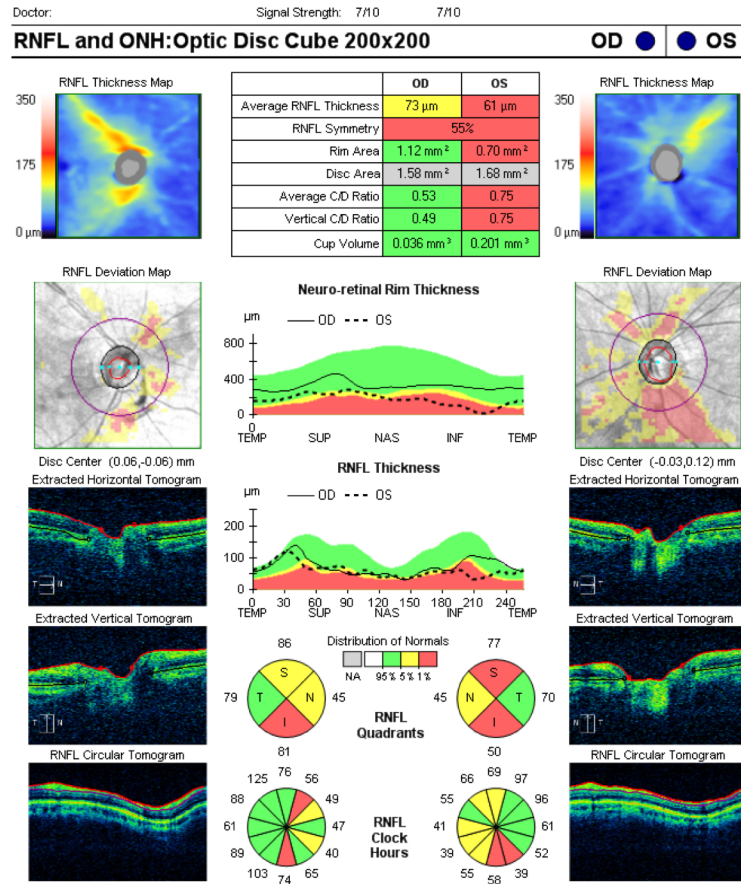 Doctor: Signal Strength: 7/10 7/10
RNFL and ONH:Optic Disc Cube 200x200 OD OS
RNFL Thickness Map
350
175
0 µm
OD OS
Average RNFL Thickness 73 µm 61 µm
RNFL Symmetry 55%
Rim Area 1.12 mm² 0.70 mm²
Disc Area 1.58 mm² 1.68 mm²
Average C/D Ratio 0.53 0.75
Vertical C/D Ratio 0.49 0.75
Cup Volume 0.036 mm³ 0.201 mm³
RNFL Thickness Map
350
175
0 µm
RNFL Deviation Map
Disc Center (0.06,-0.06) mm
Neuro-retinal Rim Thickness
µm OD OS
800
400
0
0
TEMP SUP NAS INF TEMP
RNFL Deviation Map
Disc Center (-0.03,0.12) mm
Extracted Horizontal Tomogram
T N
RNFL Thickness
µm OD OS
200
100
0
0 30 60 90 120 150 180 210 240
TEMP SUP NAS INF TEMP
Extracted Horizontal Tomogram
N T
Extracted Vertical Tomogram
T N
Distribution of Normals
NA 95% 5% 1%
86
S
79 T N 45
I
81
RNFL
Quadrants
77
S
45 N T 70
I
50
Extracted Vertical Tomogram
N T
RNFL Circular Tomogram
76
125 56
88 49
61 47
89 40
103 65
74
RNFL
Clock
Hours
69
66 97
55 96
41 61
39 52
55 39
58
RNFL Circular Tomogram